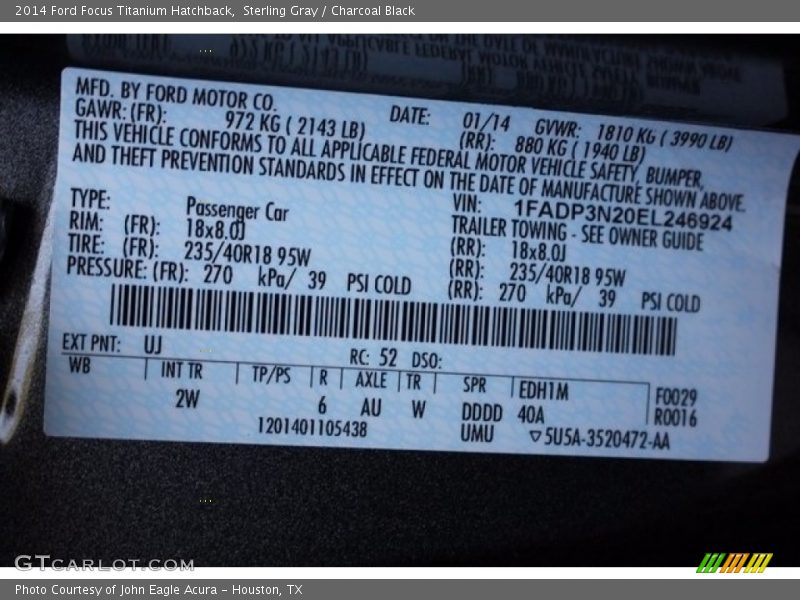 2014 Ford Focus Titanium Hatchback,  Sterling Gray / Charcoal Black
MFD. BY FORD MOTOR CO.
DATE: 01/14 GVWR: 1810 KG ( 3990 LB)
GAWR: (FR): 972 KG ( 2143 LB) (RR): 880 KG ( 1940 LB)
THIS VEHICLE CONFORMS TO ALL APPLICABLE FEDERAL MOTOR VEHICLE SAFETY, BUMPER,
AND THEFT PREVENTION STANDARDS IN EFFECT ON THE DATE OF MANUFACTURE SHOWN ABOVE.
VIN: 1FADP3N20EL246924
TYPE: Passenger Car TRAILER TOWING - SEE OWNER GUIDE
RIM: (FR): 18x8.0J (RR): 18x8.0J
TIRE: (FR): 235/40R18 95W (RR): 235/40R18 95W
PRESSURE: (FR): 270 kPa/ 39 PSI COLD (RR): 270 kPa/ 39 PSI COLD
EXT PNT: UJ RC: 52 DSO:
WB INT TR TP/PS R AXLE TR SPR EDH1M F0029
2W 6 AU W DDDD 40A R0016
1201401105438 UMU ▽5U5A-3520472-AA
GTCARLOT.COM
Photo Courtesy of John Eagle Acura - Houston, TX